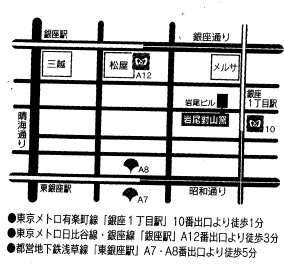 銀座駅
銀座通り
三越
松屋
A12
メルサ
銀座
1丁目駅
岩尾ビル
10
岩尾對山窯
晴海通り
A8
東銀座駅
昭和通り
A7
●東京メトロ有楽町線「銀座1丁目駅」10番出口より徒歩1分
●東京メトロ日比谷線・銀座線「銀座駅」A12番出口より徒歩3分
●都営地下鉄浅草線「東銀座駅」A7・A8番出口より徒歩5分